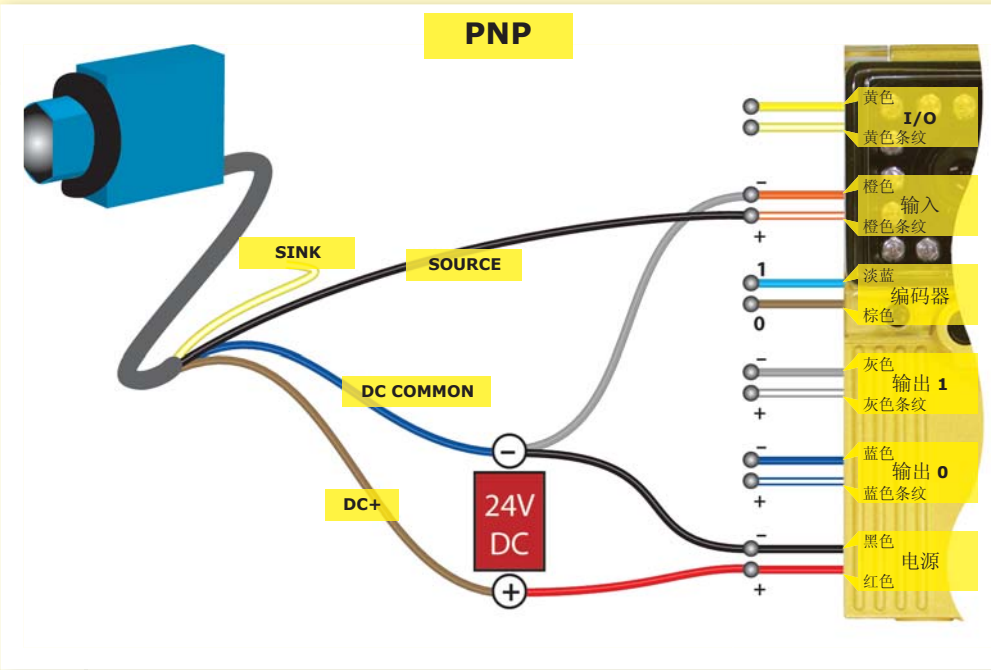 PNP
黄色
I/O
黄色条纹
−
橙色
输入
橙色条纹
+
SINK
SOURCE
1
淡蓝
编码器
棕色
0
−
灰色
输出 1
灰色条纹
+
DC COMMON
−
蓝色
输出 0
蓝色条纹
+
−
24V
DC
DC+
−
黑色
电源
红色
+
+